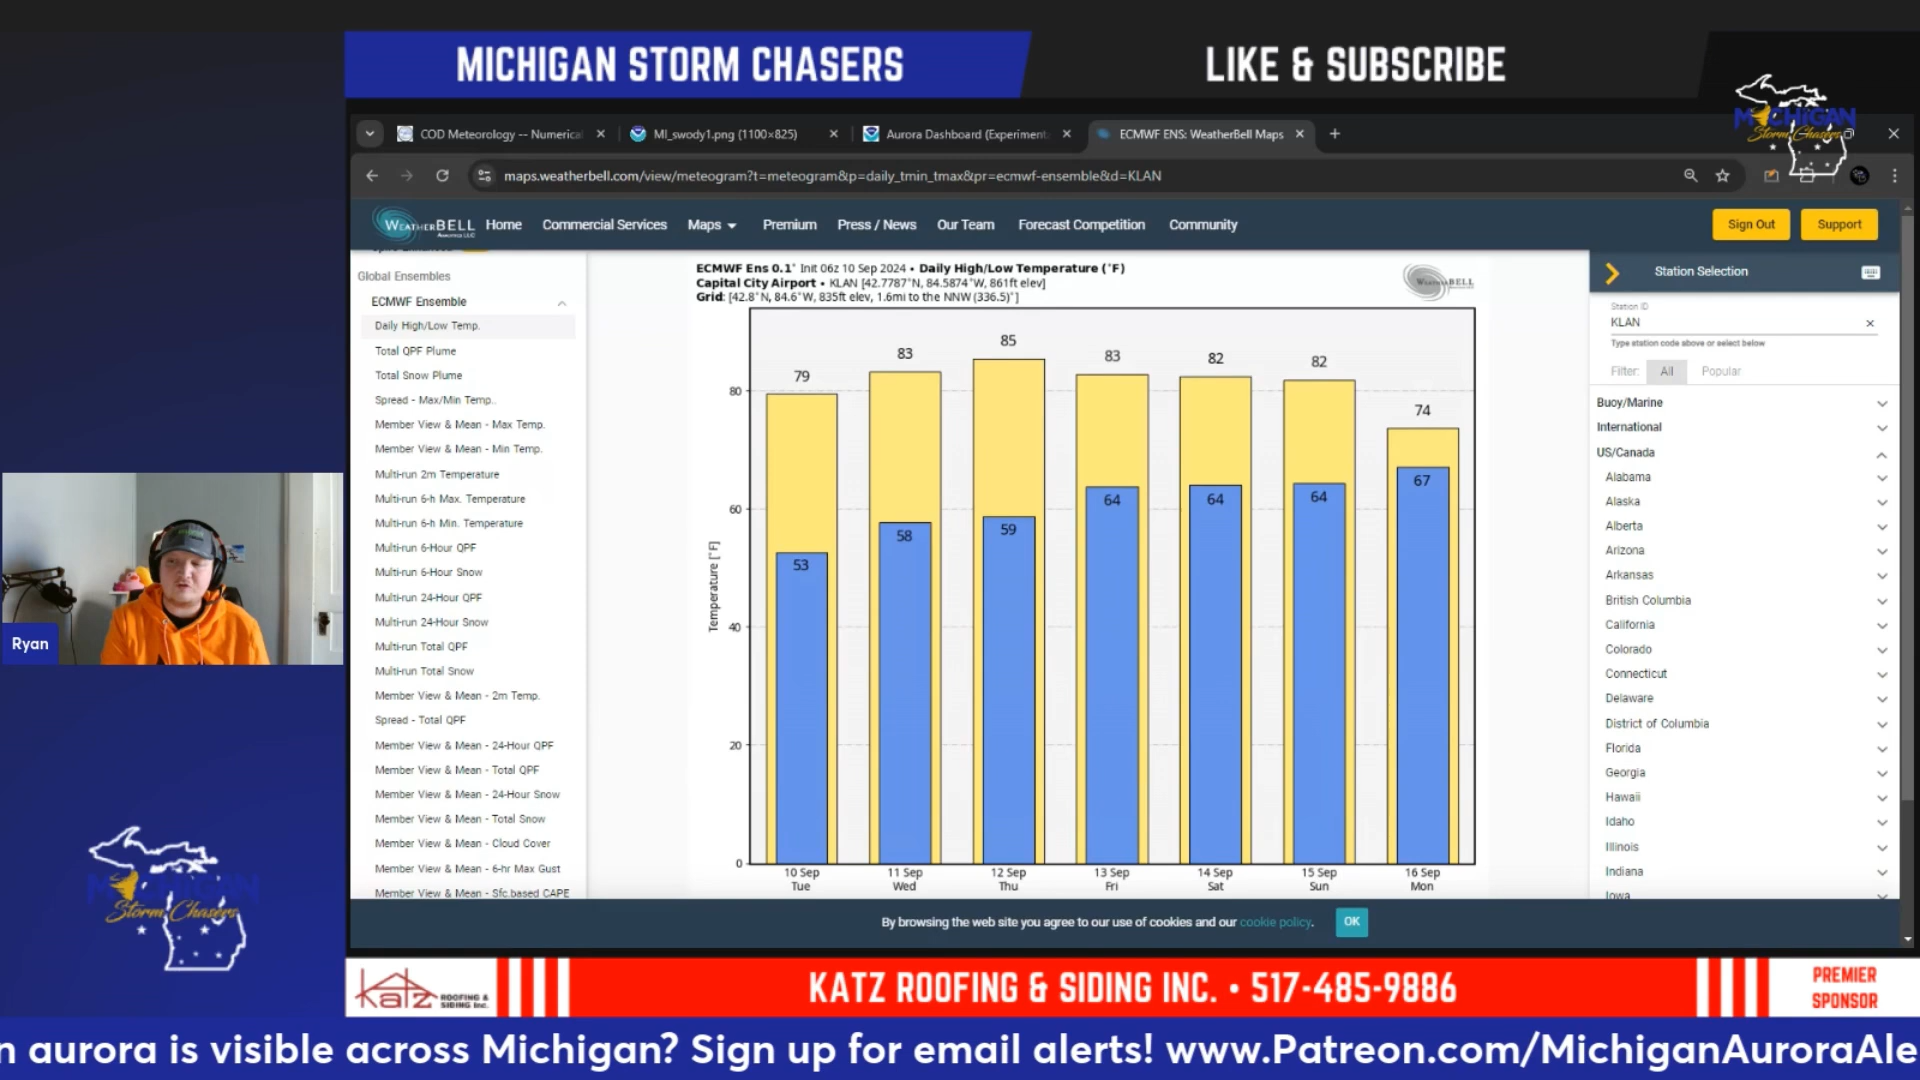 MICHIGAN STORM CHASERS
LIKE & SUBSCRIBE
MICHIGAN
Storm Chasers
COD Meteorology -- Numerica
MI_swody1.png (1100×825)
Aurora Dashboard (Experiment
ECMWF ENS: WeatherBell Maps
maps.weatherbell.com/view/meteogram?t=meteogram&p=daily_tmin_tmax&pr=ecmwf-ensemble&d=KLAN
WEATHERBELL
Home
Commercial Services
Maps
Premium
Press / News
Our Team
Forecast Competition
Community
Sign Out
Support
Global Ensembles
ECMWF Ensemble
Daily High/Low Temp.
Total QPF Plume
Total Snow Plume
Spread - Max/Min Temp..
Member View & Mean - Max Temp.
Member View & Mean - Min Temp.
Multi-run 2m Temperature
Multi-run 6-h Max. Temperature
Multi-run 6-h Min. Temperature
Multi-run 6-Hour QPF
Multi-run 6-Hour Snow
Multi-run 24-Hour QPF
Multi-run 24-Hour Snow
Multi-run Total QPF
Multi-run Total Snow
Member View & Mean - 2m Temp.
Spread - Total QPF
Member View & Mean - 24-Hour QPF
Member View & Mean - Total QPF
Member View & Mean - 24-Hour Snow
Member View & Mean - Total Snow
Member View & Mean - Cloud Cover
Member View & Mean - 6-hr Max Gust
Member View & Mean - Sfc.based CAPE
ECMWF Ens 0.1° Init 06z 10 Sep 2024 • Daily High/Low Temperature (°F)
Capital City Airport • KLAN [42.7787°N, 84.5874°W, 861ft elev]
Grid: [42.8°N, 84.6°W, 835ft elev, 1.6mi to the NNW (336.5)°]
WEATHERBELL
79
83
85
83
82
82
74
53
58
59
64
64
64
67
Temperature [°F]
80
60
40
20
0
10 Sep
Tue
11 Sep
Wed
12 Sep
Thu
13 Sep
Fri
14 Sep
Sat
15 Sep
Sun
16 Sep
Mon
Station Selection
Station ID
KLAN
Type station code above or select below
Filter:
All
Popular
Buoy/Marine
International
US/Canada
Alabama
Alaska
Alberta
Arizona
Arkansas
British Columbia
California
Colorado
Connecticut
Delaware
District of Columbia
Florida
Georgia
Hawaii
Idaho
Illinois
Indiana
Iowa
By browsing the web site you agree to our use of cookies and our cookie policy.
OK
Ryan
MICHIGAN
Storm Chasers
Katz ROOFING & SIDING Inc.
KATZ ROOFING & SIDING INC. • 517-485-9886
PREMIER
SPONSOR
n aurora is visible across Michigan? Sign up for email alerts! www.Patreon.com/MichiganAuroraAle